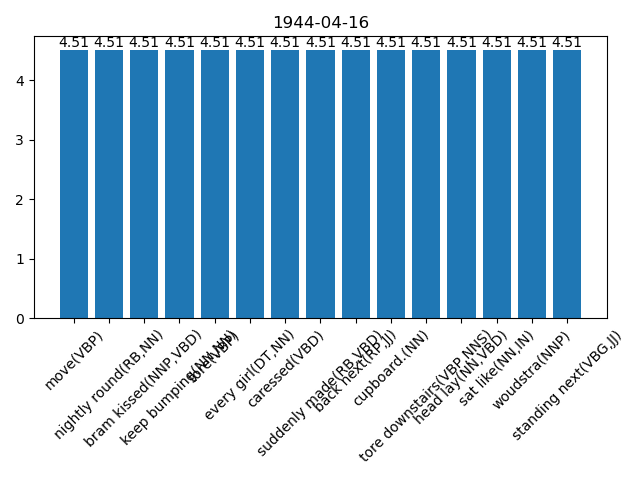 1944-04-16
4.51 4.51 4.51 4.51 4.51 4.51 4.51 4.51 4.51 4.51 4.51 4.51 4.51 4.51 4.51
4
3
2
1
0
move(VBP)
nightly round(RB,NN)
bram kissed(NNP,VBD)
keep bumping(NN,NN)
every girl(DT,NN)
caressed(VBD)
suddenly made(RB,VBD)
back next(RP,JJ)
cupboard.(NN)
tore downstairs(VBP,NNS)
head lay(NN,VBD)
sat like(NN,IN)
woudstra(NNP)
standing next(VBG,JJ)